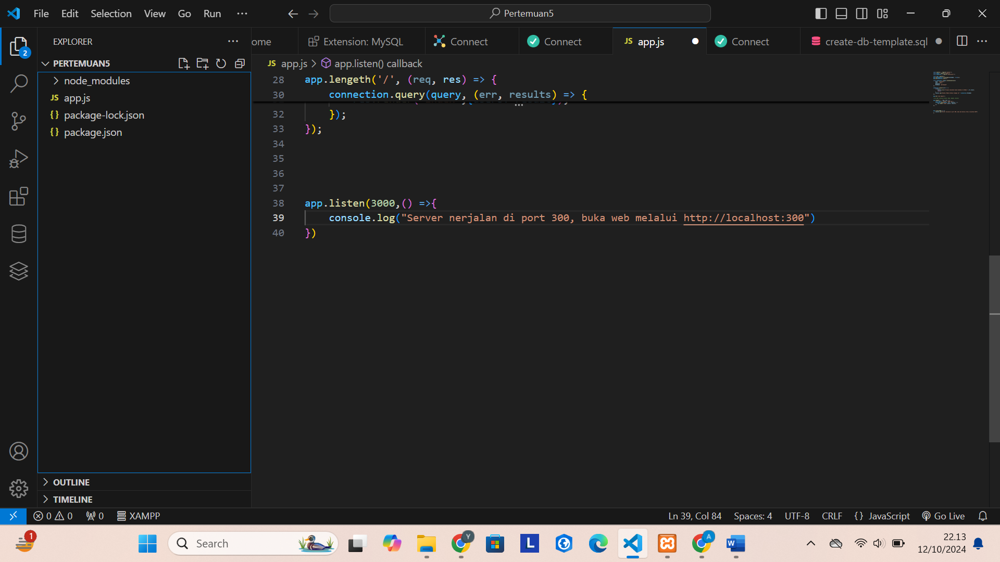 File Edit Selection View Go Run ···
Pertemuan5
EXPLORER
ome
Extension: MySQL
Connect
Connect
JS app.js
Connect
create-db-template.sql
PERTEMUAN5
2
node_modules
JS app.js
{} package-lock.json
{} package.json
JS app.js > app.listen() callback
28 app.lengeth('/', (req, res) => {
30 connection.query(query, (err, results) => {
32 });
33 });
34
35
36
37
38 app.listen(3000,() =>{
39 console.log("Server nerjalan di port 300, buka web melalui http://localhost:300")
40 })
OUTLINE
TIMELINE
0 0 0 XAMPP
Ln 39, Col 84 Spaces: 4 UTF-8 CRLF {} JavaScript Go Live
1
Search
Y
L
A
W
22.13
12/10/2024